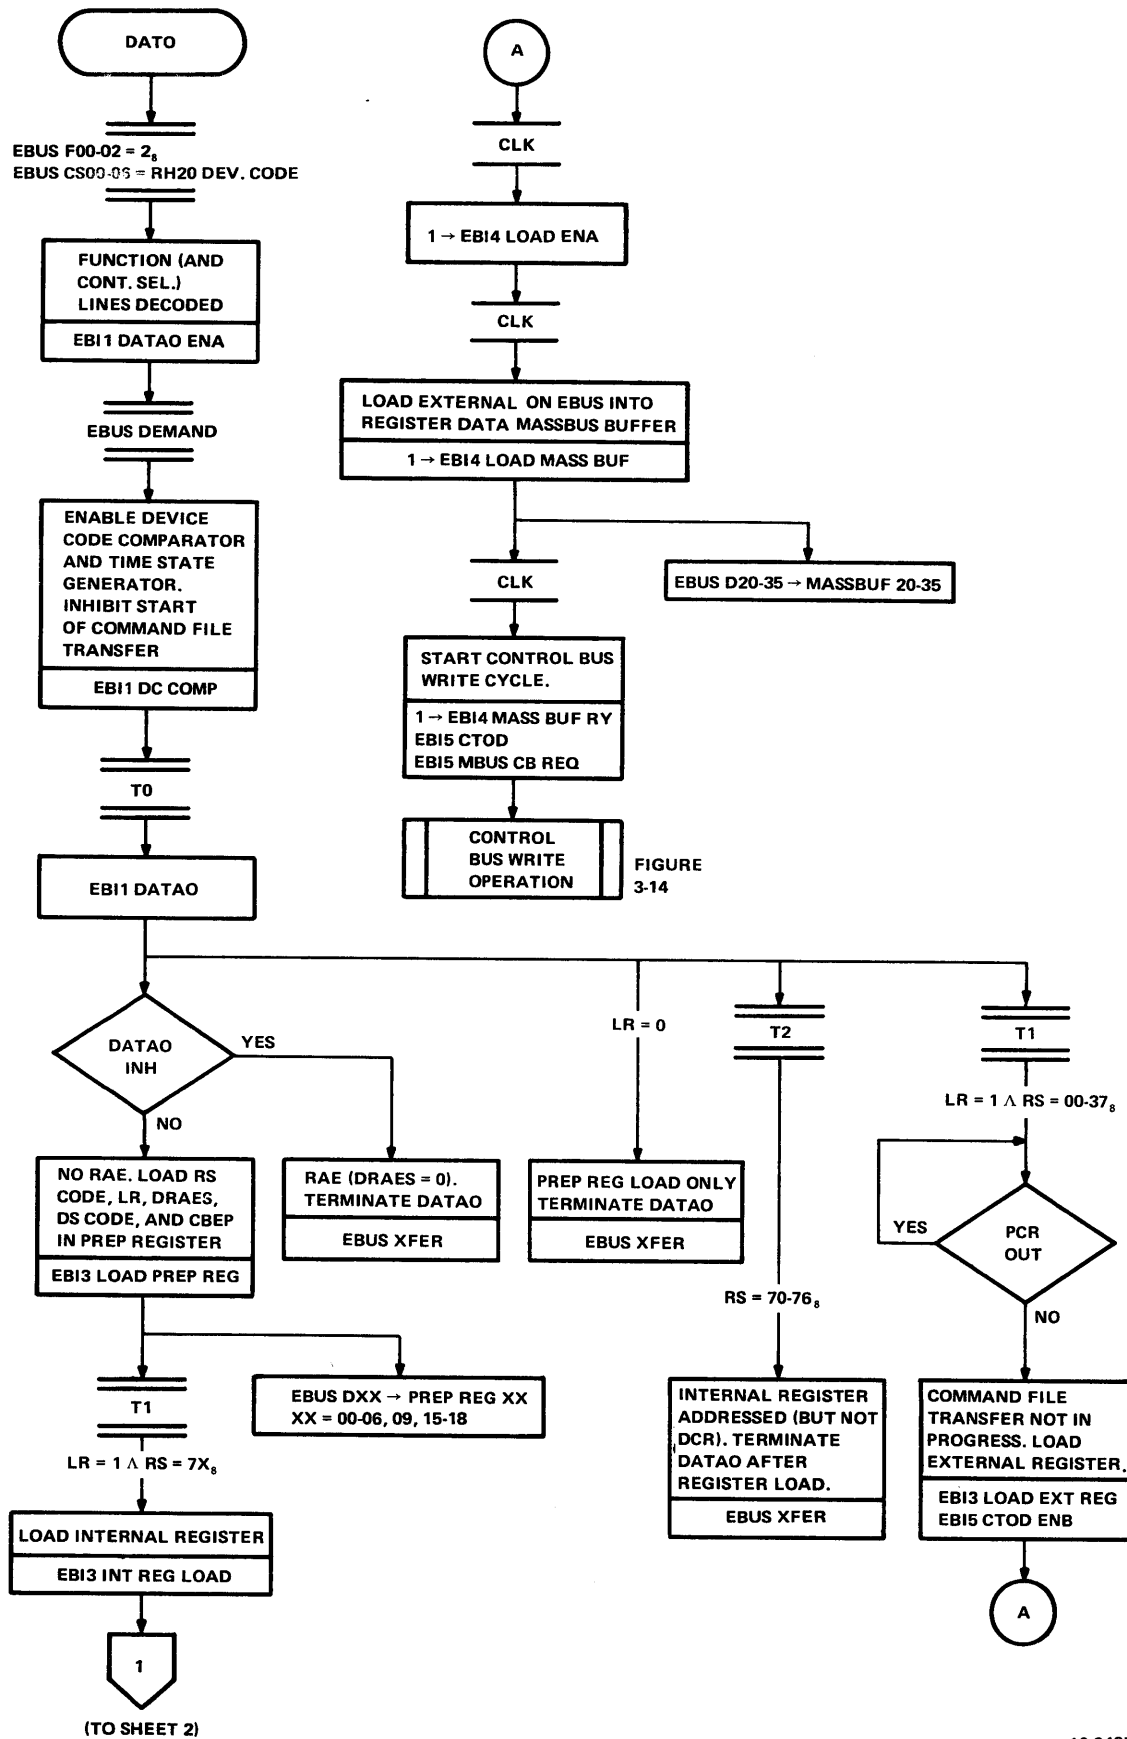 DATO
EBUS F00-02 = 2₈
EBUS CS00-06 = RH20 DEV. CODE
FUNCTION (AND
CONT. SEL.)
LINES DECODED
EBI1 DATAO ENA
EBUS DEMAND
ENABLE DEVICE
CODE COMPARATOR
AND TIME STATE
GENERATOR.
INHIBIT START
OF COMMAND FILE
TRANSFER
EBI1 DC COMP
T0
EBI1 DATAO
A
CLK
1 → EBI4 LOAD ENA
CLK
LOAD EXTERNAL ON EBUS INTO
REGISTER DATA MASSBUS BUFFER
1 → EBI4 LOAD MASS BUF
EBUS D20-35 → MASSBUF 20-35
CLK
START CONTROL BUS
WRITE CYCLE.
1 → EBI4 MASS BUF RY
EBI5 CTOD
EBI5 MBUS CB REQ
CONTROL
BUS WRITE
OPERATION
FIGURE
3-14
DATAO
INH
YES
NO
NO RAE. LOAD RS
CODE, LR, DRAES,
DS CODE, AND CBEP
IN PREP REGISTER
EBI3 LOAD PREP REG
RAE (DRAES = 0).
TERMINATE DATAO
EBUS XFER
LR = 0
PREP REG LOAD ONLY
TERMINATE DATAO
EBUS XFER
T2
RS = 70-76₈
INTERNAL REGISTER
ADDRESSED (BUT NOT
DCR). TERMINATE
DATAO AFTER
REGISTER LOAD.
EBUS XFER
T1
LR = 1 Λ RS = 00-37₈
YES
PCR
OUT
NO
COMMAND FILE
TRANSFER NOT IN
PROGRESS. LOAD
EXTERNAL REGISTER.
EBI3 LOAD EXT REG
EBI5 CTOD ENB
A
EBUS DXX → PREP REG XX
XX = 00-06, 09, 15-18
T1
LR = 1 Λ RS = 7X₈
LOAD INTERNAL REGISTER
EBI3 INT REG LOAD
1
(TO SHEET 2)